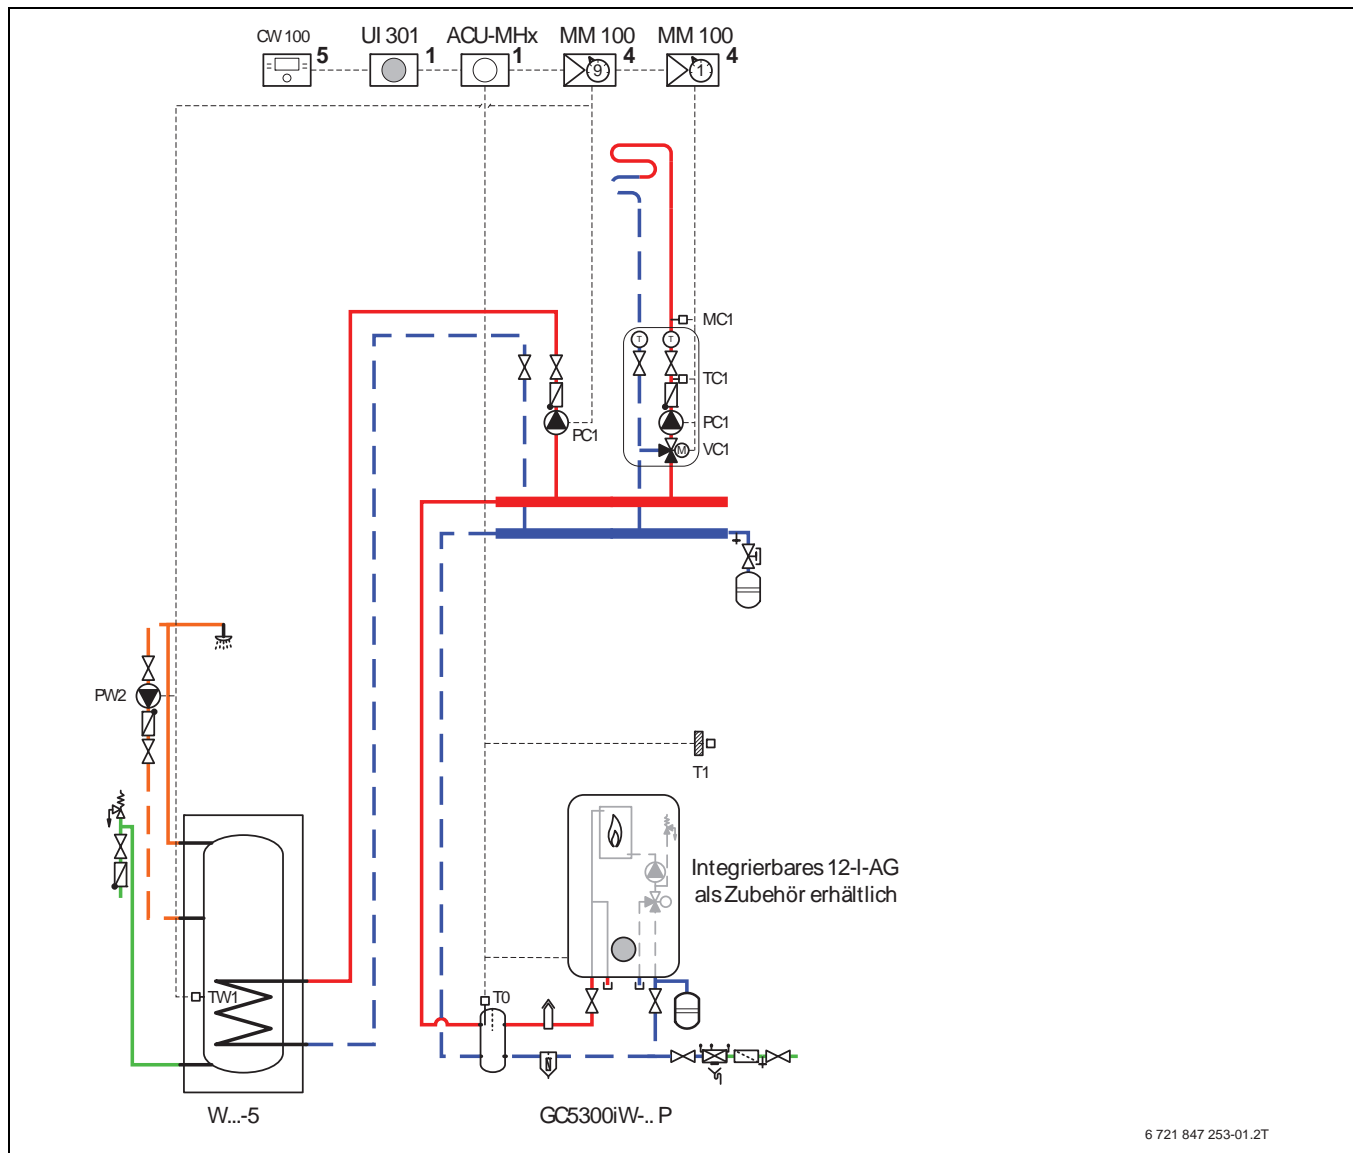 CW 100 UI 301 ACU-MHx MM 100 MM 100
5 1 1 4 4
9 1
MC1
T T
TC1
PC1 PC1
M VC1
PW2
T1
Integrierbares 12-l-AG
als Zubehör erhältlich
TW1 T0
W...-5 GC5300iW-.. P
6 721 847 253-01.2T